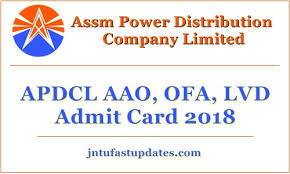 Assm Power Distribution
Company Limited
APDCL AAO, OFA, LVD
Admit Card 2018
jntufastupdates.com